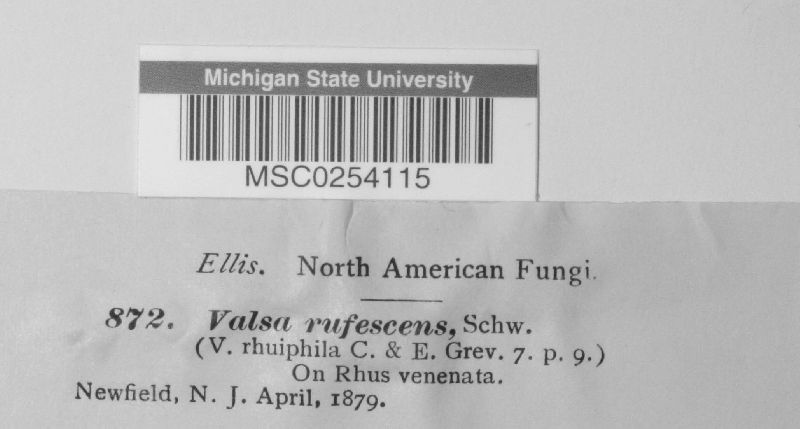 Michigan State University
MSC0254115
Ellis. North American Fungi.
872. Valsa rufescens, Schw.
(V. rhuiphila C. & E. Grev. 7. p. 9.)
On Rhus venenata.
Newfield, N. J. April, 1879.